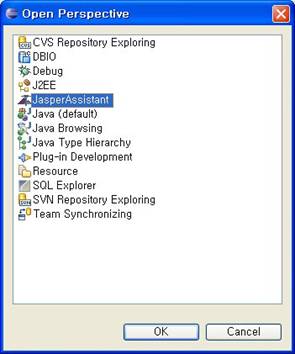 Open Perspective
CVS Repository Exploring
DBIO
Debug
J2EE
JasperAssistant
Java (default)
Java Browsing
Java Type Hierarchy
Plug-in Development
Resource
SQL Explorer
SVN Repository Exploring
Team Synchronizing
OK
Cancel